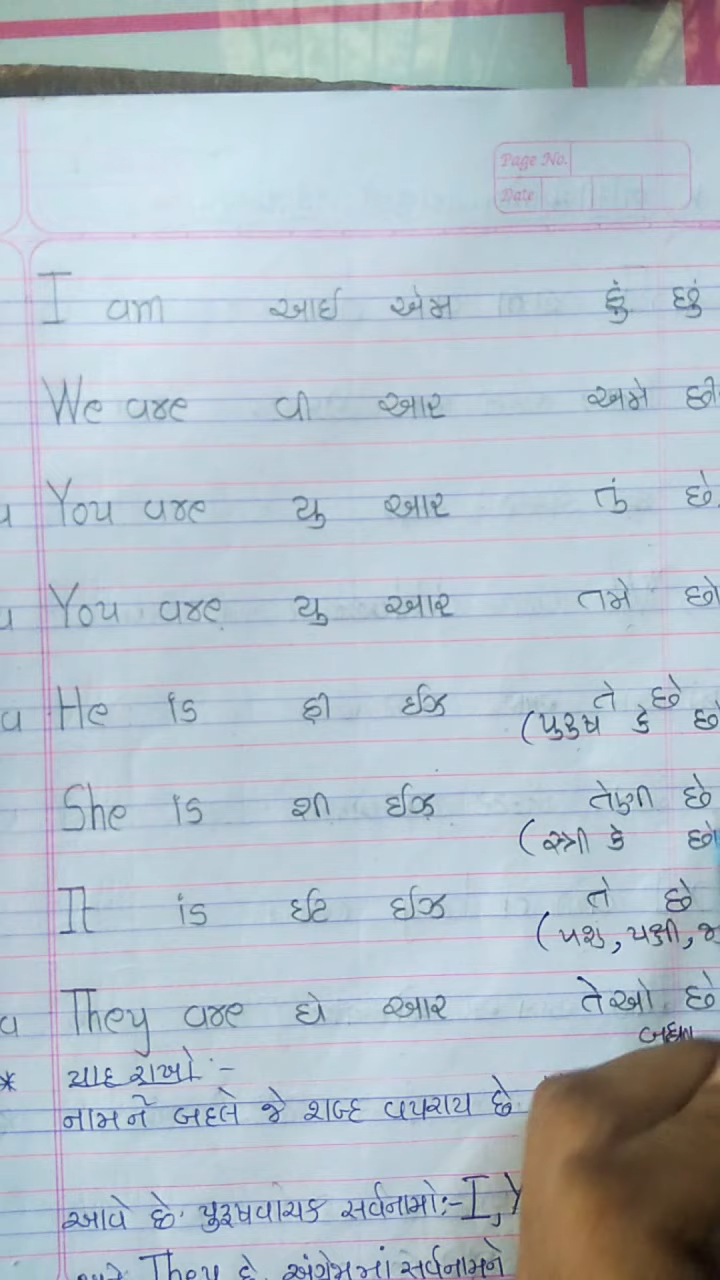 Page No.
Date
I am આઈ એમ હું છું
We are વી આર અમે છી
You are યુ આર તું છે
You are યુ આર તમે છો
He is હી ઈઝ તે છે
(પુરુષ કે છો
She is શી ઈઝ તેણી છે
(સ્ત્રી કે છો
It is ઈટ ઈઝ તે છે
(પશુ, પક્ષી,
They are ધે આર તેઓ છે
બધા
* યાદ રાખો :-
નામને બદલે જે શબ્દ વપરાય છે
આવે છે. પુરૂષવાચક સર્વનામો:- I, Y
They છે. અંગ્રેજીમાં સર્વનામને